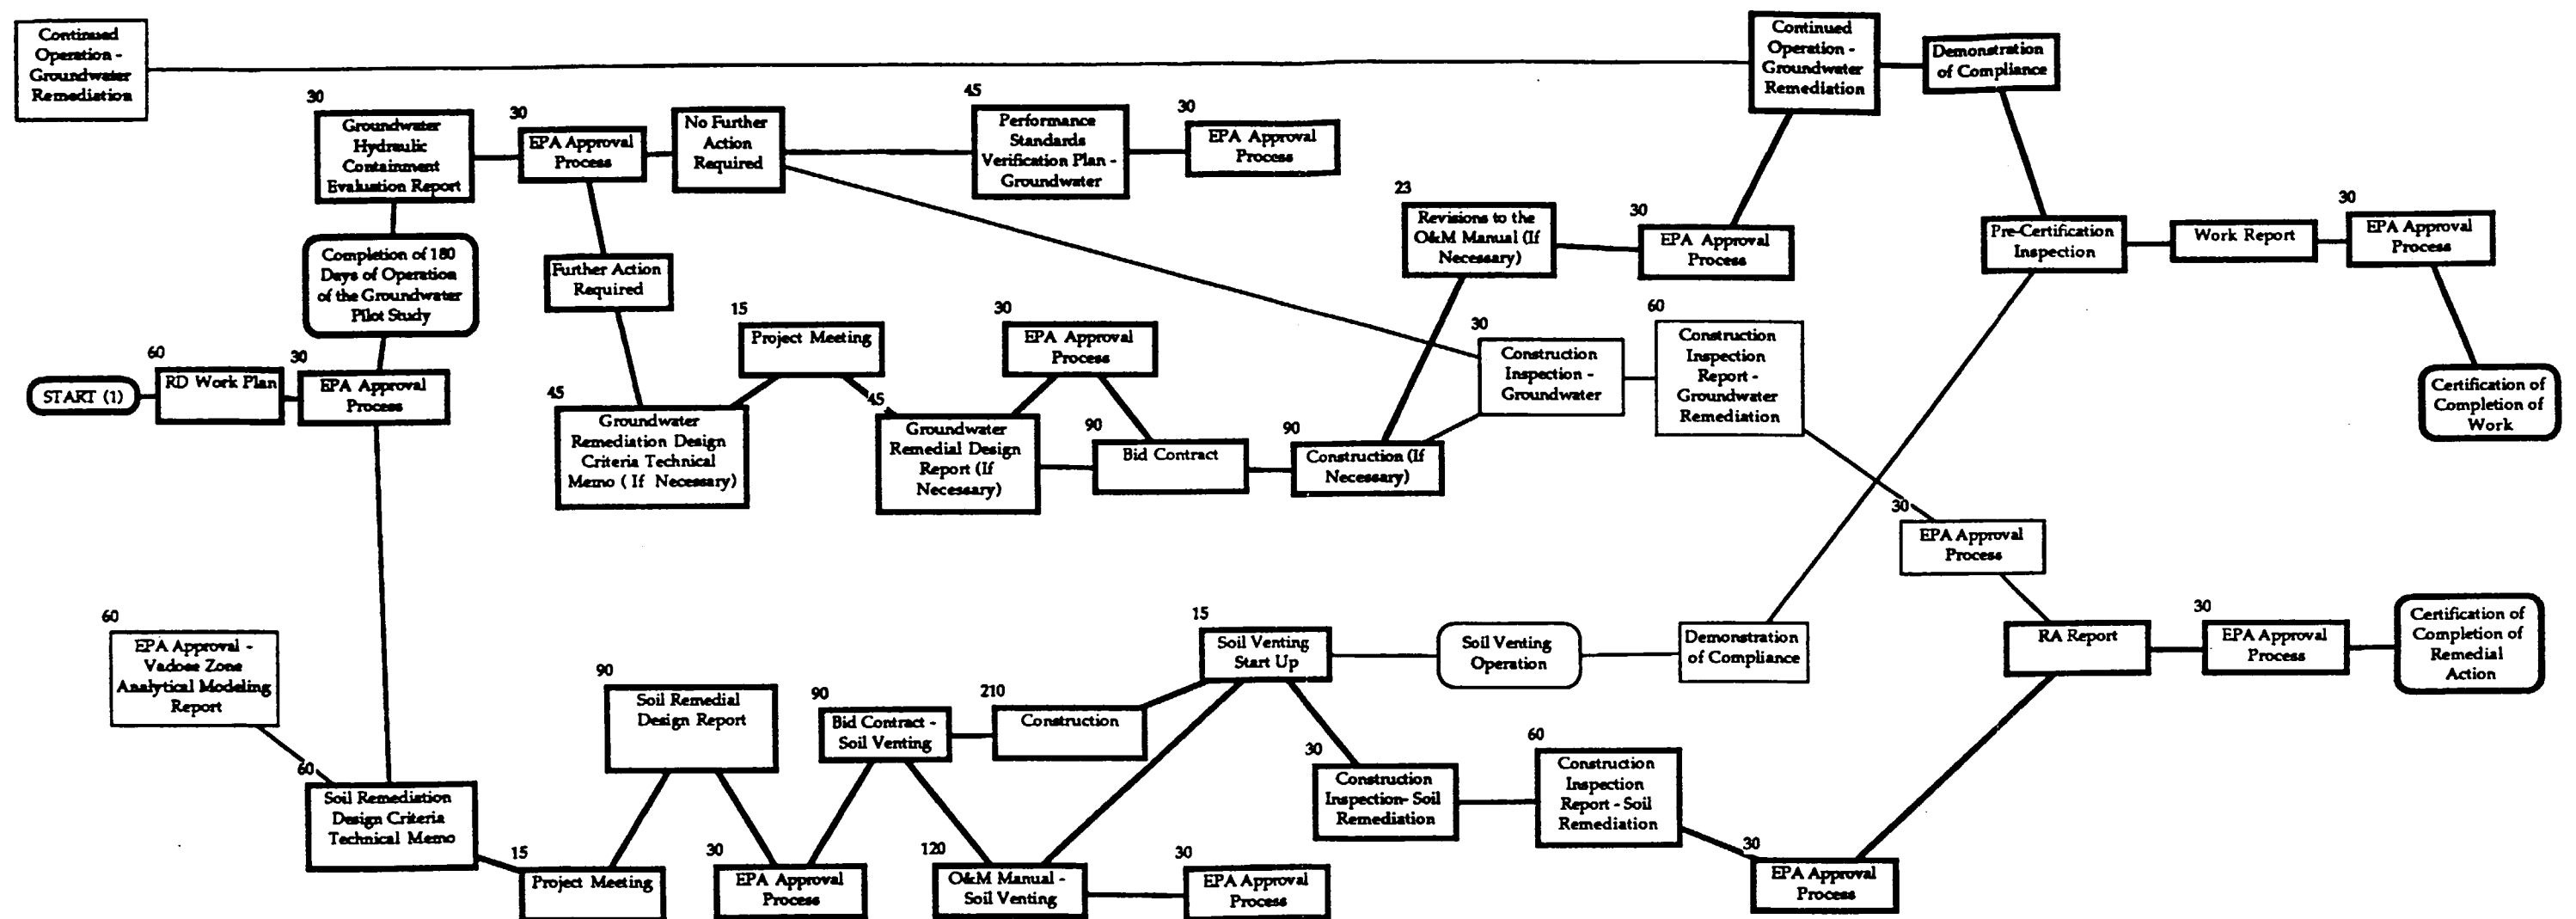 Continued
Operation -
Groundwater
Remediation
Continued
Operation -
Groundwater
Remediation
Demonstration
of Compliance
30
Groundwater
Hydraulic
Containment
Evaluation Report
30
EPA Approval
Process
No Further
Action
Required
45
Performance
Standards
Verification Plan -
Groundwater
30
EPA Approval
Process
Completion of 180
Days of Operation
of the Groundwater
Pilot Study
Further Action
Required
23
Revisions to the
O&M Manual (If
Necessary)
30
EPA Approval
Process
Pre-Certification
Inspection
Work Report
30
EPA Approval
Process
START (1)
60
RD Work Plan
30
EPA Approval
Process
15
Project Meeting
30
EPA Approval
Process
30
Construction
Inspection -
Groundwater
60
Construction
Inspection
Report -
Groundwater
Remediation
Certification of
Completion of
Work
45
Groundwater
Remediation Design
Criteria Technical
Memo ( If Necessary)
45
Groundwater
Remedial Design
Report (If
Necessary)
90
Bid Contract
90
Construction (If
Necessary)
30
EPA Approval
Process
60
EPA Approval -
Vadose Zone
Analytical Modeling
Report
15
Soil Venting
Start Up
Soil Venting
Operation
Demonstration
of Compliance
RA Report
30
EPA Approval
Process
Certification of
Completion of
Remedial
Action
90
Soil Remedial
Design Report
90
Bid Contract -
Soil Venting
210
Construction
60
Soil Remediation
Design Criteria
Technical Memo
30
Construction
Inspection- Soil
Remediation
60
Construction
Inspection
Report - Soil
Remediation
15
Project Meeting
30
EPA Approval
Process
120
O&M Manual -
Soil Venting
30
EPA Approval
Process
30
EPA Approval
Process